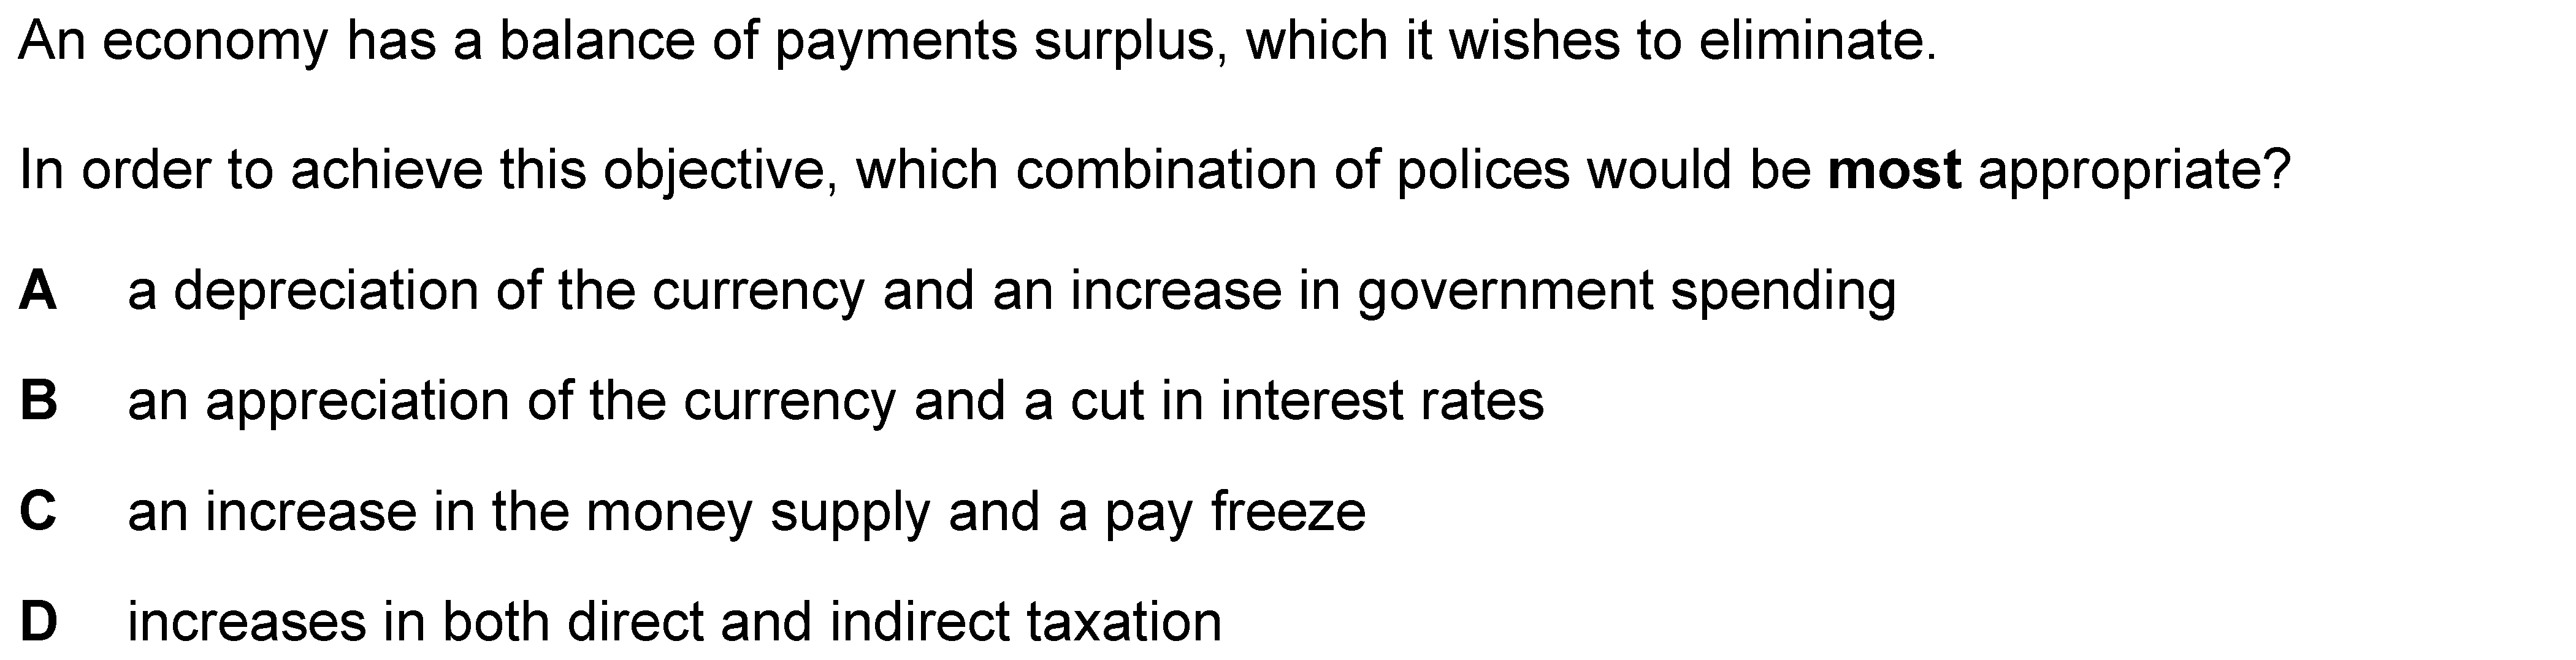 An economy has a balance of payments surplus, which it wishes to eliminate.
In order to achieve this objective, which combination of polices would be most appropriate?
A a depreciation of the currency and an increase in government spending
B an appreciation of the currency and a cut in interest rates
C an increase in the money supply and a pay freeze
D increases in both direct and indirect taxation